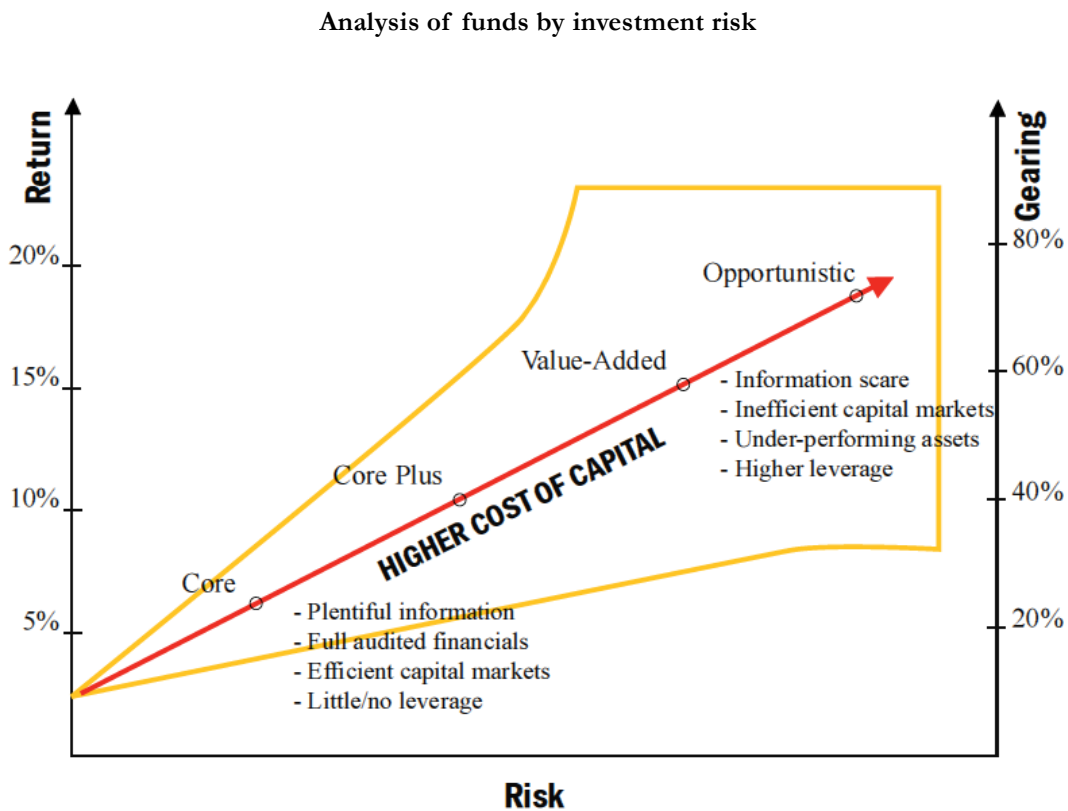 Analysis of funds by investment risk
Return
Gearing
20%
15%
10%
5%
80%
60%
40%
20%
Opportunistic
Value-Added
- Information scare
- Inefficient capital markets
- Under-performing assets
- Higher leverage
Core Plus
HIGHER COST OF CAPITAL
Core
- Plentiful information
- Full audited financials
- Efficient capital markets
- Little/no leverage
Risk